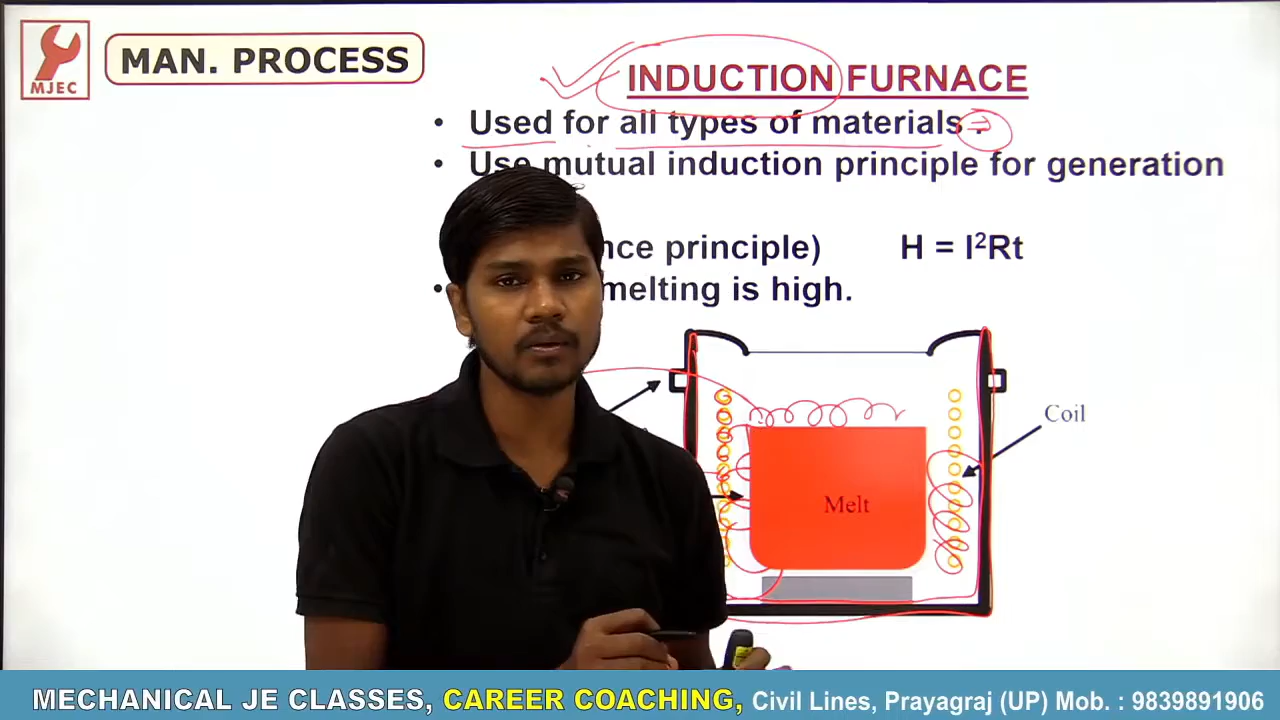 MJEC
MAN. PROCESS
INDUCTION FURNACE
• Used for all types of materials .
• Use mutual induction principle for generation
nce principle) H = I²Rt
• melting is high.
Coil
Melt
MECHANICAL JE CLASSES, CAREER COACHING, Civil Lines, Prayagraj (UP) Mob. : 9839891906